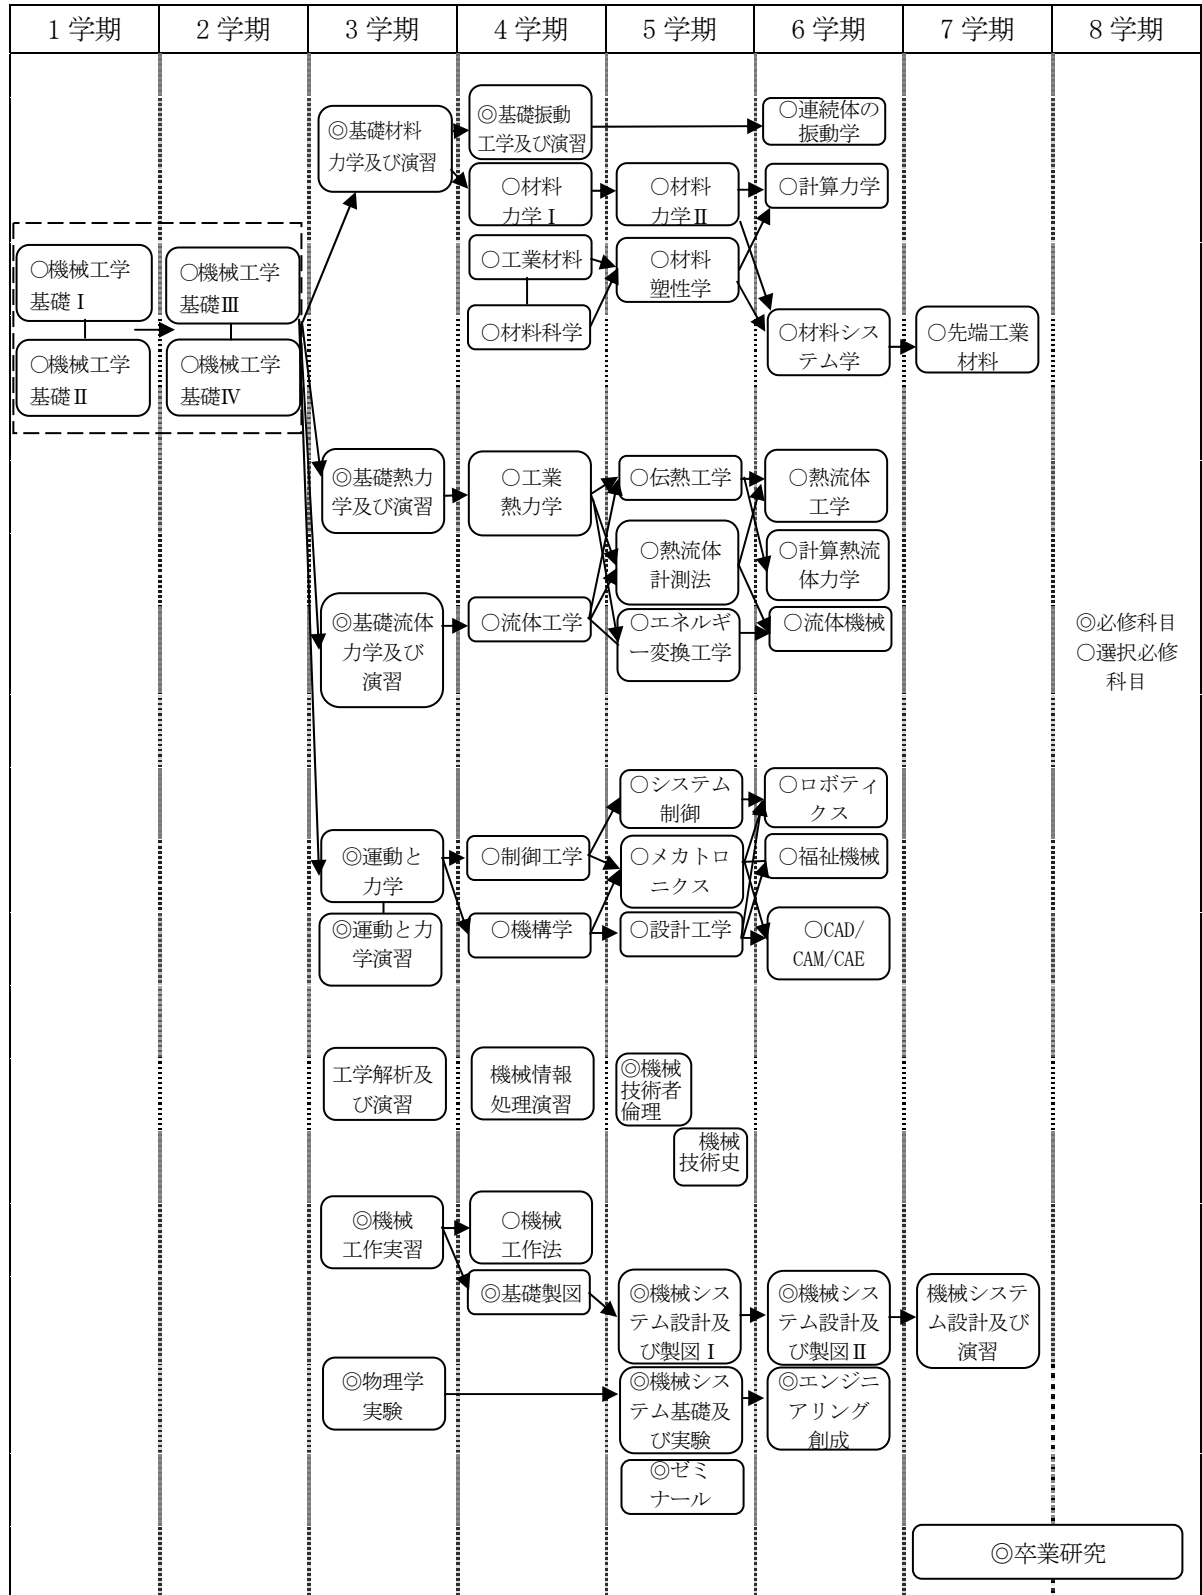 1学期
2学期
3学期
4学期
5学期
6学期
7学期
8学期
○機械工学
基礎Ⅰ
○機械工学
基礎Ⅱ
○機械工学
基礎Ⅲ
○機械工学
基礎Ⅳ
◎基礎材料
力学及び演習
◎基礎振動
工学及び演習
○連続体の
振動学
○材料
力学Ⅰ
○材料
力学Ⅱ
○計算力学
○工業材料
○材料
塑性学
○材料科学
○材料シス
テム学
○先端工業
材料
◎基礎熱力
学及び演習
○工業
熱力学
○伝熱工学
○熱流体
工学
○熱流体
計測法
○計算熱流
体力学
◎基礎流体
力学及び
演習
○流体工学
○エネルギ
ー変換工学
○流体機械
◎必修科目
○選択必修
科目
○システム
制御
○ロボティ
クス
◎運動と
力学
○制御工学
○メカトロ
ニクス
○福祉機械
◎運動と力
学演習
○機構学
○設計工学
○CAD/
CAM/CAE
工学解析及
び演習
機械情報
処理演習
◎機械
技術者
倫理
機械
技術史
◎機械
工作実習
○機械
工作法
◎基礎製図
◎機械シス
テム設計及
び製図Ⅰ
◎機械シス
テム設計及
び製図Ⅱ
機械システ
ム設計及び
演習
◎物理学
実験
◎機械シス
テム基礎及
び実験
◎エンジニ
アリング
創成
◎ゼミ
ナール
◎卒業研究